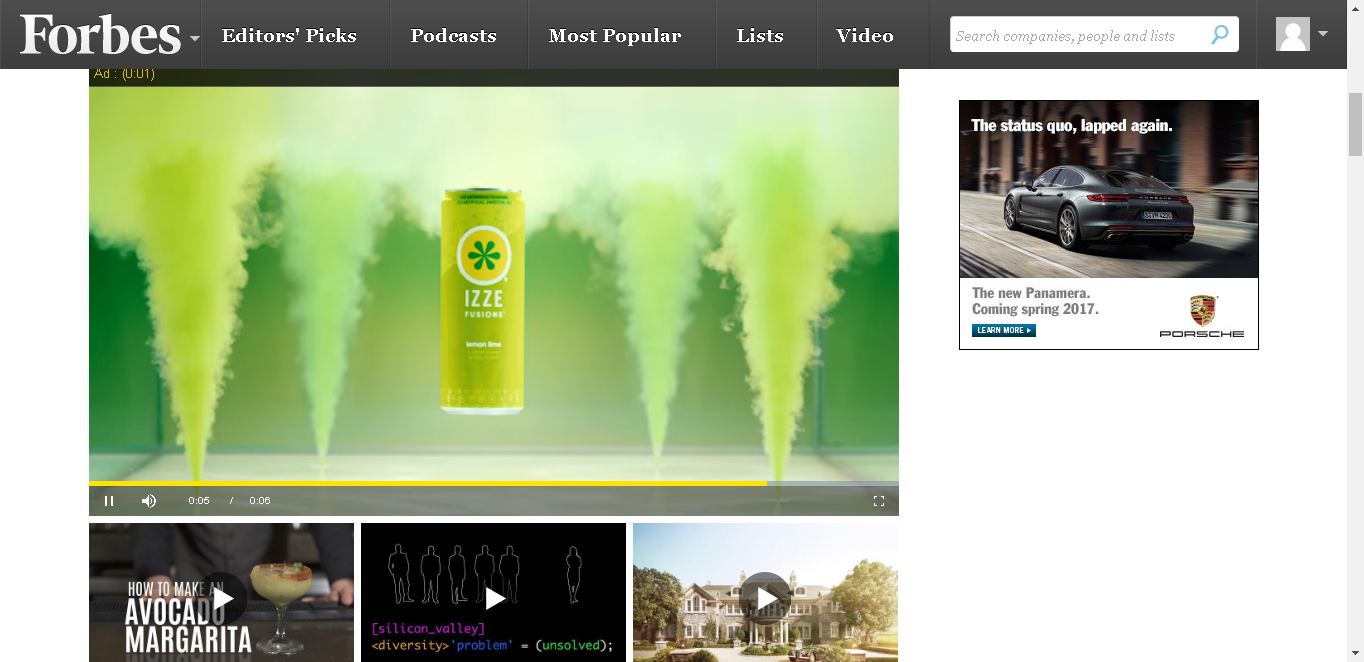 Forbes
Editors' Picks
Podcasts
Most Popular
Lists
Video
Search companies, people and lists
Ad : (0:01)
The status quo, lapped again.
IZZE
FUSIONS
lemon lime
The new Panamera.
Coming spring 2017.
LEARN MORE
PORSCHE
0:05 / 0:06
HOW TO MAKE AN
AVOCADO
MARGARITA
[silicon_valley]
<diversity>'problem' = (unsolved);